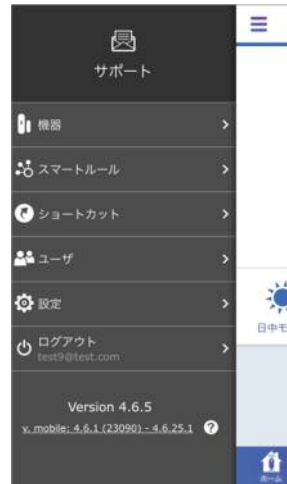 サポート
機器
スマートルール
ショートカット
ユーザ
設定
ログアウト
test9@test.com
Version 4.6.5
v. mobile: 4.6.1 (23090) - 4.6.25.1 ?
日中モ
ホーム